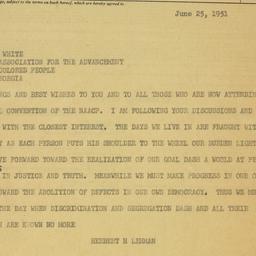 ge, subject to the terms on back hereof, which are hereby agreed to
June 25, 1951
WHITE
ASSOCIATION FOR THE ADVANCEMENT
COLORED PEOPLE
EORGIA
NGS AND BEST WISHES TO YOU AND TO ALL THOSE WHO ARE NOW ATTENDIN
L CONVENTION OF THE NAACP. I AM FOLLOWING YOUR DISCUSSIONS AND
WITH THE CLOSEST INTEREST. THE DAYS WE LIVE IN ARE FRAUGHT WIT
Y AS EACH PERSON PUTS HIS SHOULDER TO THE WHEEL OUR BURDEN LIGHT
VE FORWARD TOWARD THE REALIZATION OF OUR GOAL DASH A WORLD AT PE
IN JUSTICE AND TRUTH. MEANWHILE WE MUST MAKE PROGRESS IN OUR O
OWARD THE ABOLITION OF DEFECTS IN OUR OWN DEMOCRACY. THUS WE MU
THE DAY WHEN DISCRIMINATION AND SEGREGATION DASH AND ALL THEIR
H ARE KNOWN NO MORE
HERBERT H LEHMAN